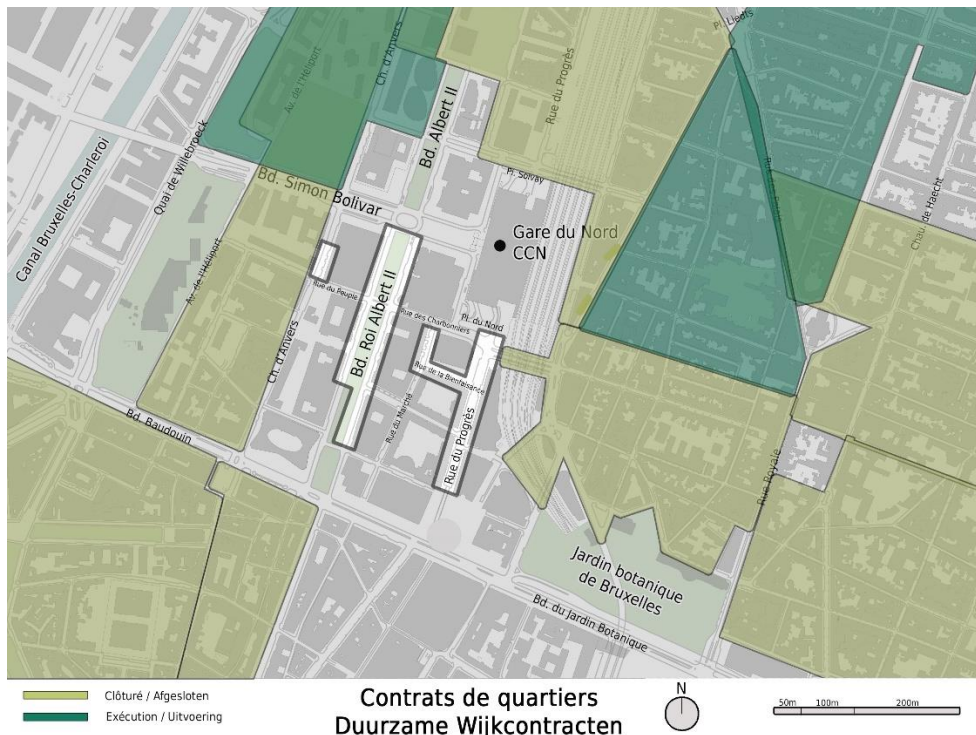 Pl. Liedts
Ch. d'Anvers
Av. de l'Héliport
Rue du Progrès
Bd. Albert II
Quai de Willebroeck
Canal Bruxelles-Charleroi
Bd. Simon Bolivar
Pl. Solvay
Chau. de Haecht
Gare du Nord
CCN
Av. de l'Héliport
Rue du Peuple
Bd. Roi Albert II
Rue des Charbonniers
Pl. du Nord
Ch. d'Anvers
Rue de la Bienfaisance
Rue du Marché
Bd. Baudouin
Rue du Progrès
Rue Royale
Jardin botanique
de Bruxelles
Bd. du Jardin Botanique
Clôturé / Afgesloten
Exécution / Uitvoering
Contrats de quartiers
Duurzame Wijkcontracten
N
50m 100m 200m